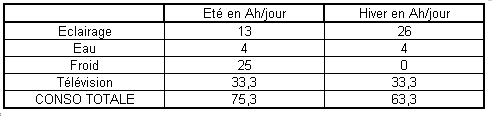 Eté en Ah/jour Hiver en Ah/jour
Eclairage 13 26
Eau 4 4
Froid 25 0
Télévision 33,3 33,3
CONSO TOTALE 75,3 63,3